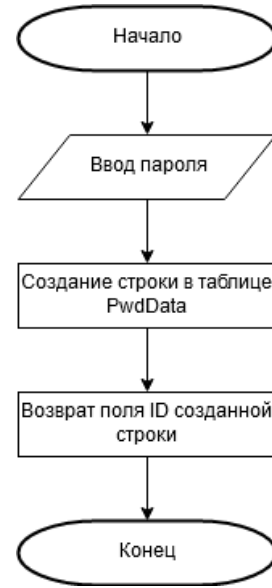 Начало
Ввод пароля
Создание строки в таблице
PwdData
Возврат поля ID созданной
строки
Конец